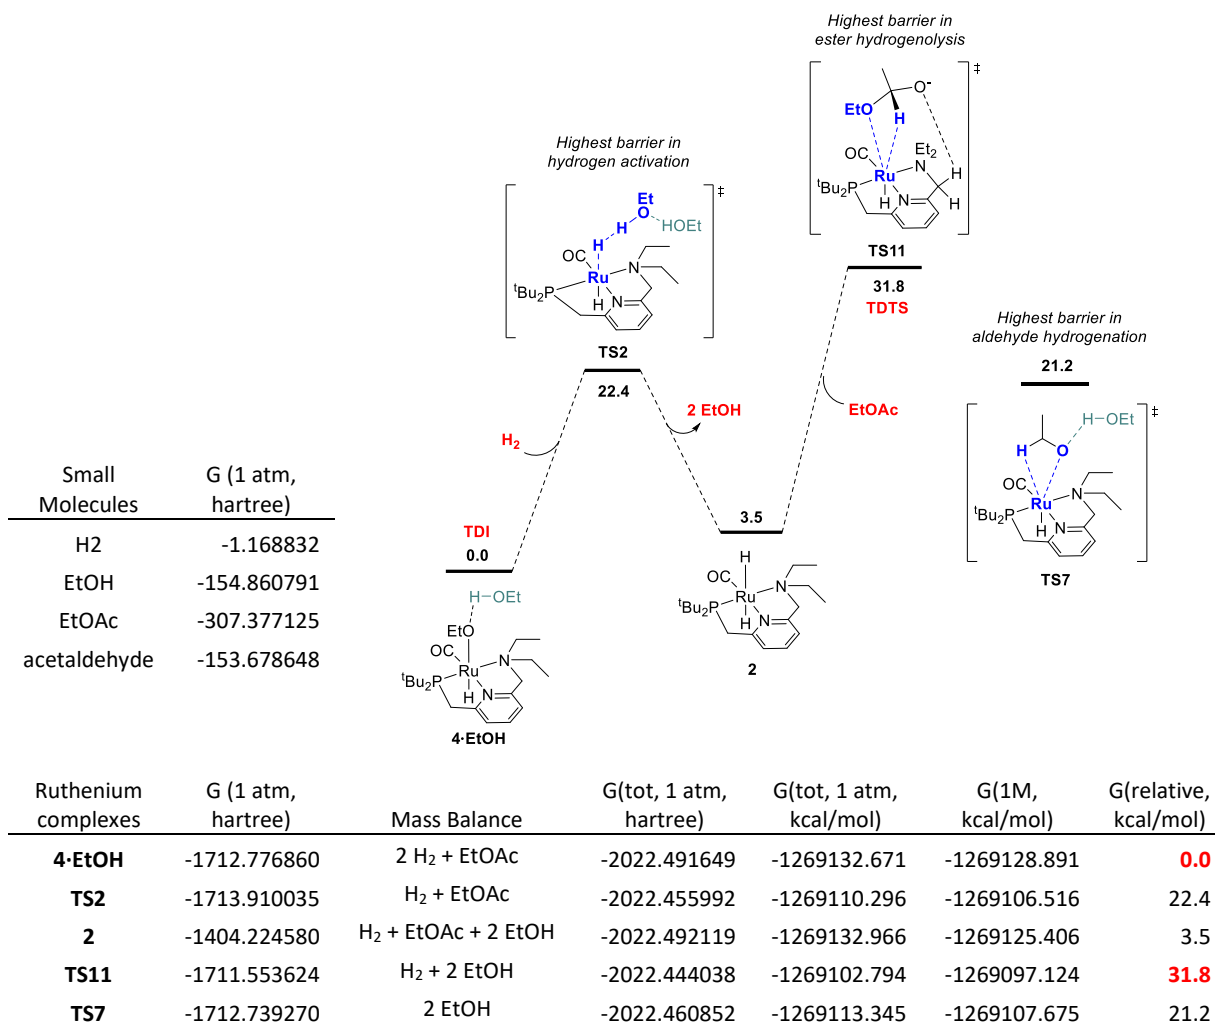 Highest barrier in
ester hydrogenolysis
‡
O-
EtO
H
Et2
OC
N
H
Ru
tBu2P
H
N
H
TS11
31.8
TDTS
Highest barrier in
hydrogen activation
‡
Et
O
H
HOEt
H
OC
Ru
N
tBu2P
H
N
TS2
22.4
Highest barrier in
aldehyde hydrogenation
21.2
‡
H-OEt
H
O
OC
Ru
N
tBu2P
H
N
TS7
H2
2 EtOH
EtOAc
TDI
0.0
3.5
H-OEt
EtO
OC
Ru
N
tBu2P
H
N
4·EtOH
H
OC
Ru
N
tBu2P
H
N
2
Small Molecules G (1 atm, hartree)
H2 -1.168832
EtOH -154.860791
EtOAc -307.377125
acetaldehyde -153.678648
Ruthenium complexes G (1 atm, hartree) Mass Balance G(tot, 1 atm, hartree) G(tot, 1 atm, kcal/mol) G(1M, kcal/mol) G(relative, kcal/mol)
4·EtOH -1712.776860 2 H2 + EtOAc -2022.491649 -1269132.671 -1269128.891 0.0
TS2 -1713.910035 H2 + EtOAc -2022.455992 -1269110.296 -1269106.516 22.4
2 -1404.224580 H2 + EtOAc + 2 EtOH -2022.492119 -1269132.966 -1269125.406 3.5
TS11 -1711.553624 H2 + 2 EtOH -2022.444038 -1269102.794 -1269097.124 31.8
TS7 -1712.739270 2 EtOH -2022.460852 -1269113.345 -1269107.675 21.2